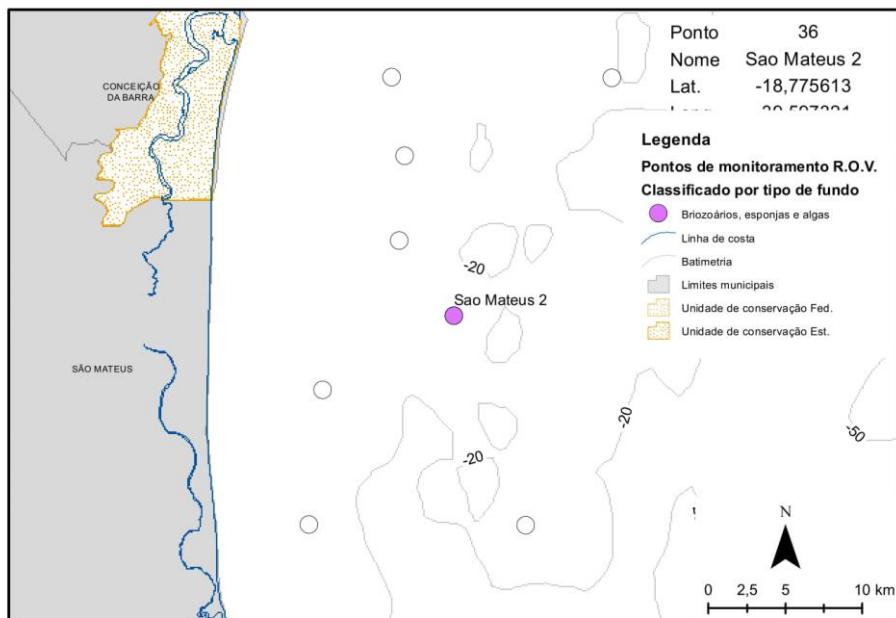 Ponto 36
Nome Sao Mateus 2
Lat. -18,775613
CONCEIÇÃO
DA BARRA
Legenda
Pontos de monitoramento R.O.V.
Classificado por tipo de fundo
Briozoários, esponjas e algas
Linha de costa
Batimetria
Limites municipais
Unidade de conservação Fed.
Unidade de conservação Est.
-20
Sao Mateus 2
SÃO MATEUS
-20
-50
-20
N
0 2,5 5 10 km